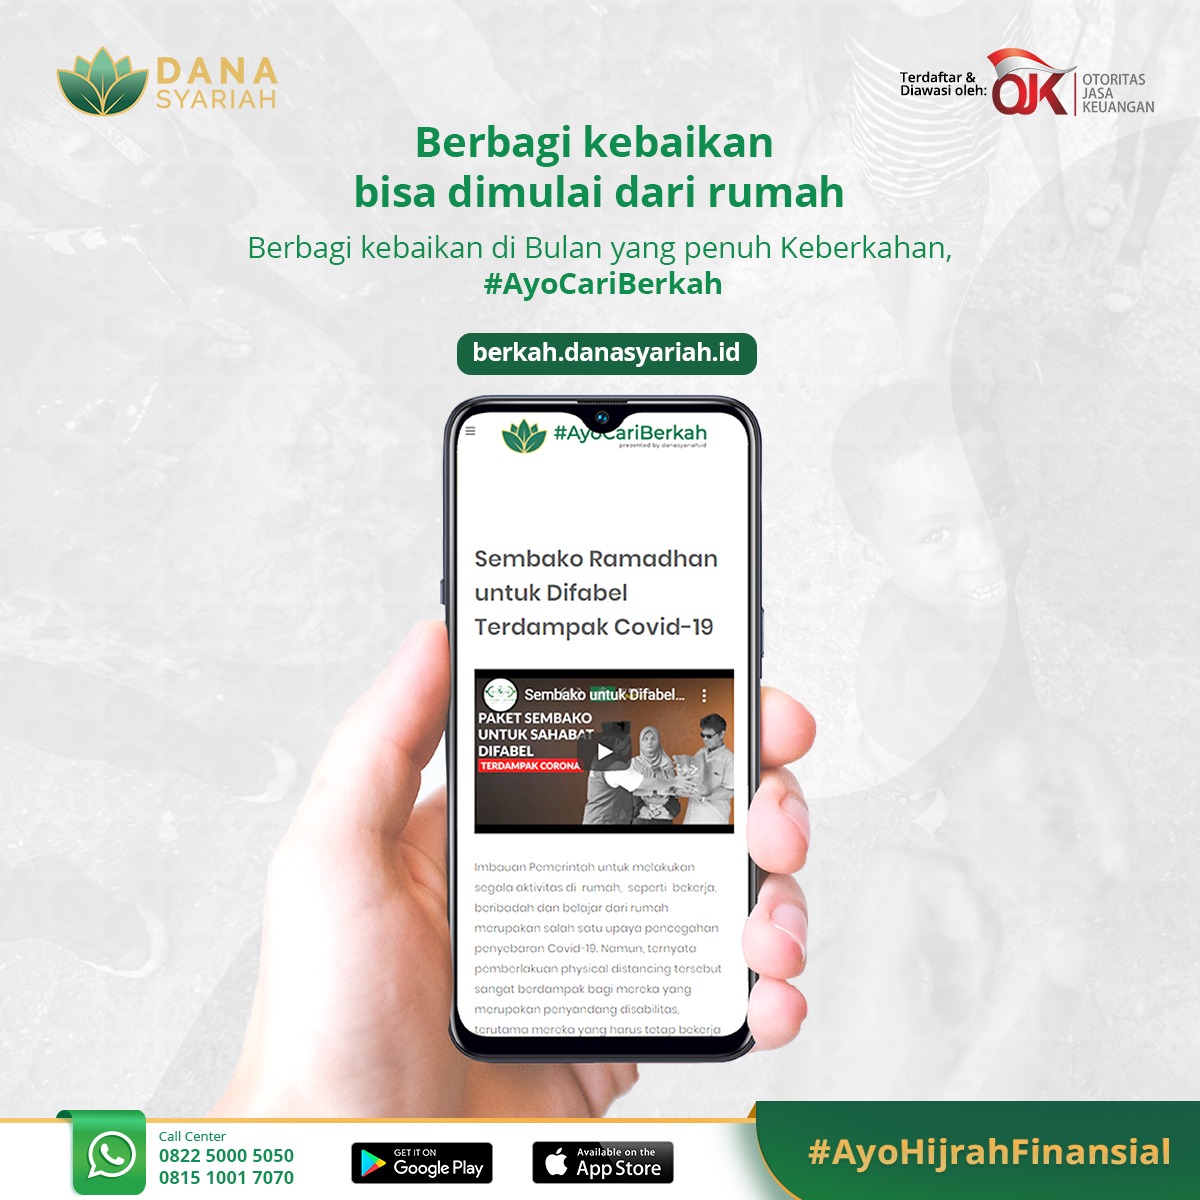 DANA
SYARIAH
Terdaftar &
Diawasi oleh:
OJK
OTORITAS
JASA
KEUANGAN
Berbagi kebaikan
bisa dimulai dari rumah
Berbagi kebaikan di Bulan yang penuh Keberkahan,
#AyoCariBerkah
berkah.danasyariah.id
#AyoCariBerkah
presented by danasyariah.id
Sembako Ramadhan
untuk Difabel
Terdampak Covid-19
Sembako untuk Difabel...
PAKET SEMBAKO
UNTUK SAHABAT
DIFABEL
TERDAMPAK CORONA
Imbauan Pemerintah untuk melakukan
segala aktivitas di rumah, seperti bekerja,
beribadah dan belajar dari rumah
merupakan salah satu upaya pencegahan
penyebaran Covid-19. Namun, ternyata
pemberlakuan physical distancing tersebut
sangat berdampak bagi mereka yang
merupakan penyandang disabilitas,
terutama mereka yang harus tetap bekerja
Call Center
0822 5000 5050
0815 1001 7070
GET IT ON
Google Play
Available on the
App Store
#AyoHijrahFinansial